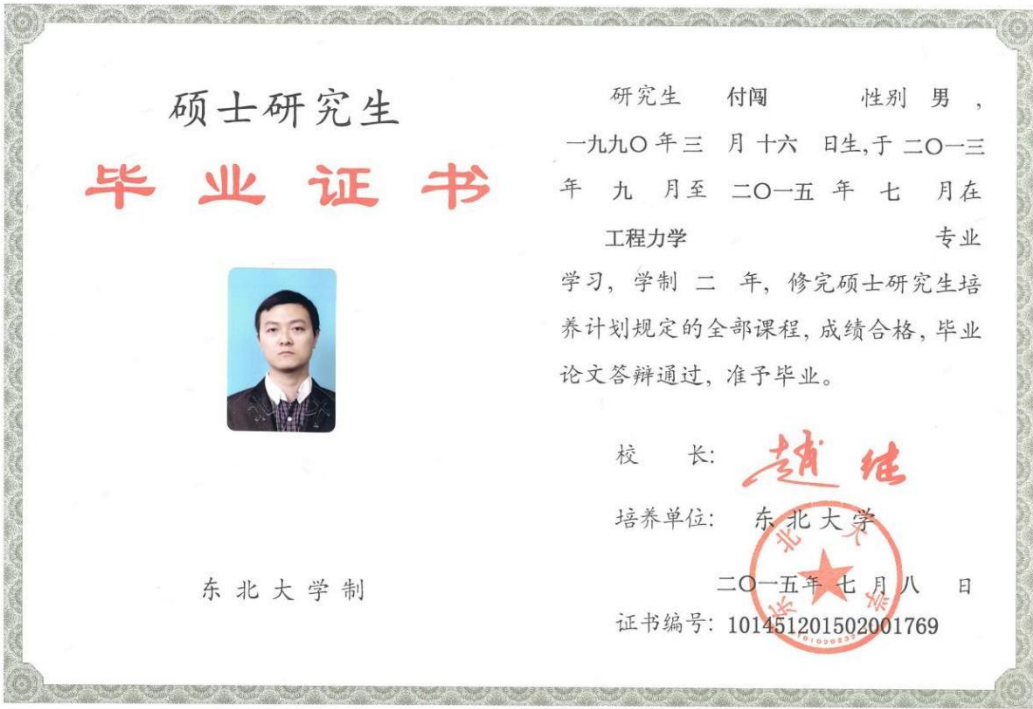 硕士研究生
毕业证书
东北大学制
研究生 付闯 性别 男 ，
一九九〇年三 月十六 日生,于 二〇一三
年 九 月至 二〇一五 年 七 月在
工程力学 专业
学习, 学制 二 年, 修完硕士研究生培
养计划规定的全部课程, 成绩合格, 毕业
论文答辩通过, 准予毕业。
校 长: 赵继
培养单位: 东北大学
东北大学
二〇一五年 七 月 八 日
证书编号: 101451201502001769